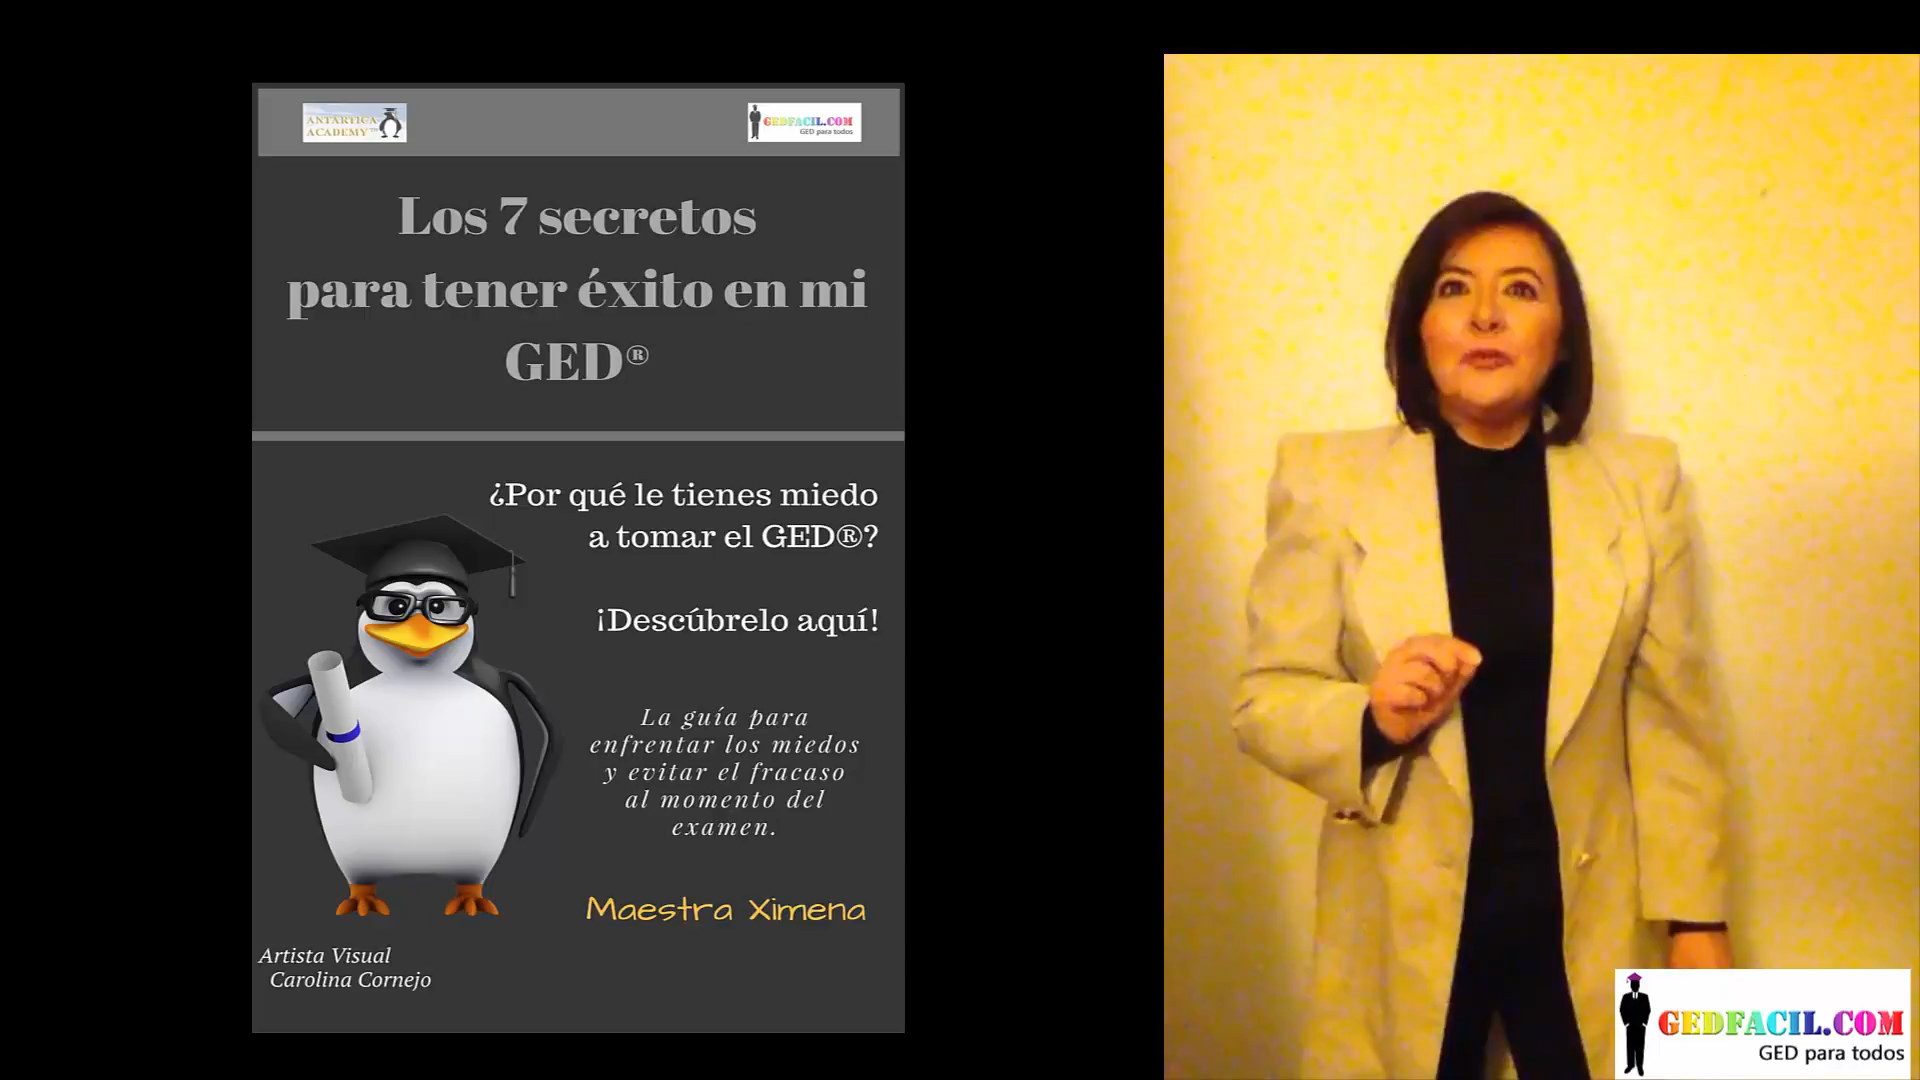 ANTARTICA
ACADEMY™
GEDFACIL.COM
GED para todos
Los 7 secretos
para tener éxito en mi
GED®
¿Por qué le tienes miedo
a tomar el GED®?
¡Descúbrelo aquí!
La guía para
enfrentar los miedos
y evitar el fracaso
al momento del
examen.
Maestra Ximena
Artista Visual
Carolina Cornejo
GEDFACIL.COM
GED para todos